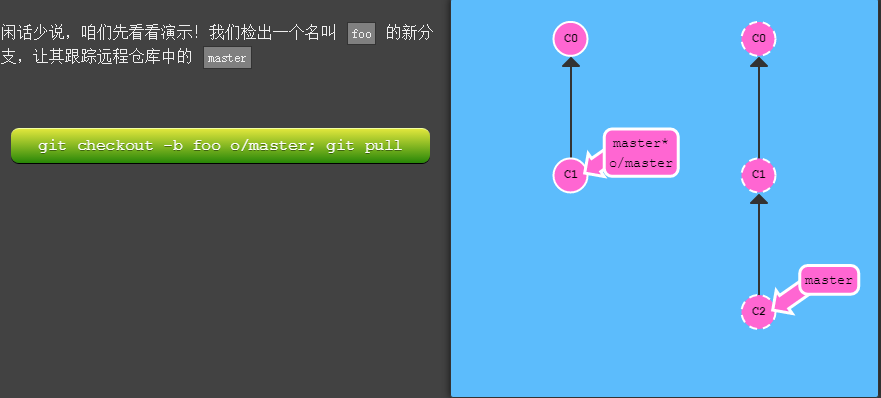 闲话少说，咱们先看看演示！我们检出一个名叫 foo 的新分
支，让其跟踪远程仓库中的 master
git checkout -b foo o/master; git pull
C0
C1
master*
o/master
C0
C1
C2
master